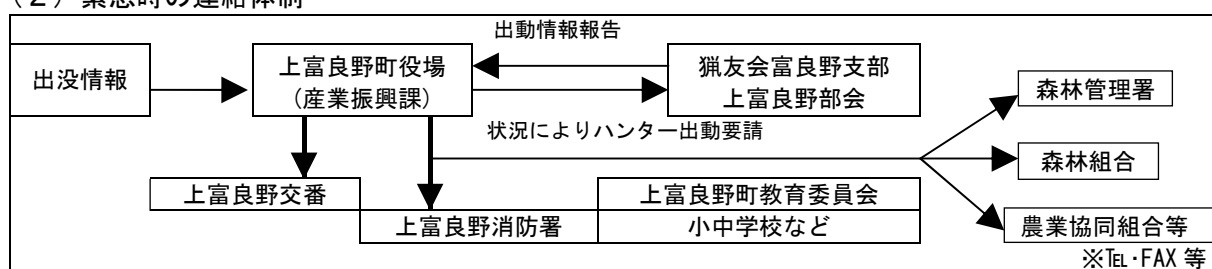 (2)緊急時の連絡体制
出動情報報告
出没情報
上富良野町役場
(産業振興課)
猟友会富良野支部
上富良野部会
森林管理署
状況によりハンター出動要請
森林組合
上富良野交番
上富良野町教育委員会
上富良野消防署
小中学校など
農業協同組合等
※℡・FAX 等